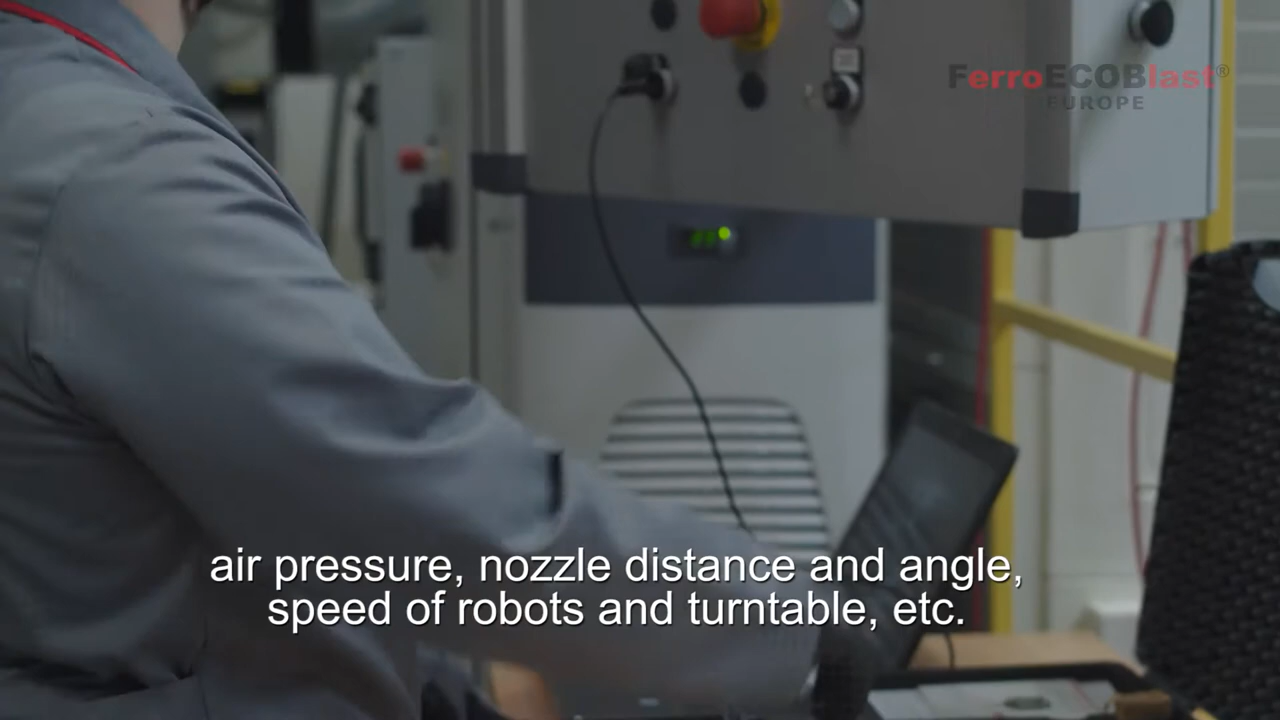 FerroECOBlast®
EUROPE
air pressure, nozzle distance and angle,
speed of robots and turntable, etc.